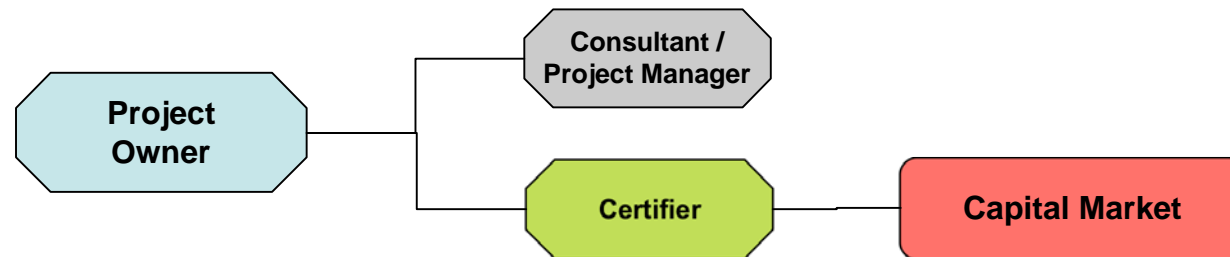 Project
Owner
Consultant /
Project Manager
Certifier
Capital Market